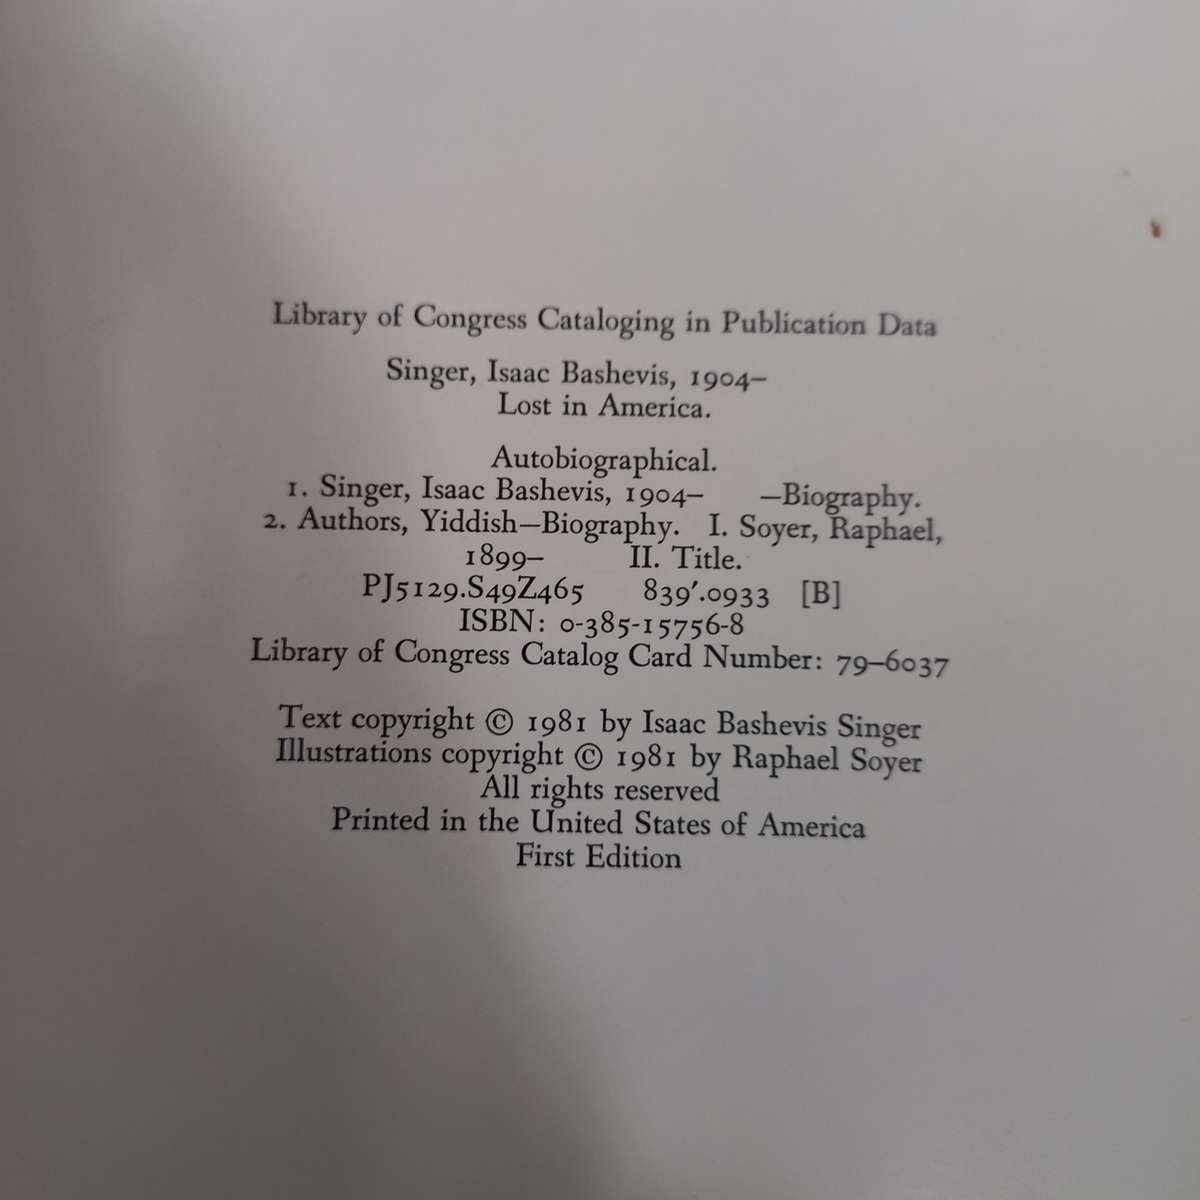 Library of Congress Cataloging in Publication Data
Singer, Isaac Bashevis, 1904–
Lost in America.
Autobiographical.
1. Singer, Isaac Bashevis, 1904– —Biography.
2. Authors, Yiddish—Biography. I. Soyer, Raphael,
1899– II. Title.
PJ5129.S49Z465 839′.0933 [B]
ISBN: 0-385-15756-8
Library of Congress Catalog Card Number: 79–6037
Text copyright © 1981 by Isaac Bashevis Singer
Illustrations copyright © 1981 by Raphael Soyer
All rights reserved
Printed in the United States of America
First Edition